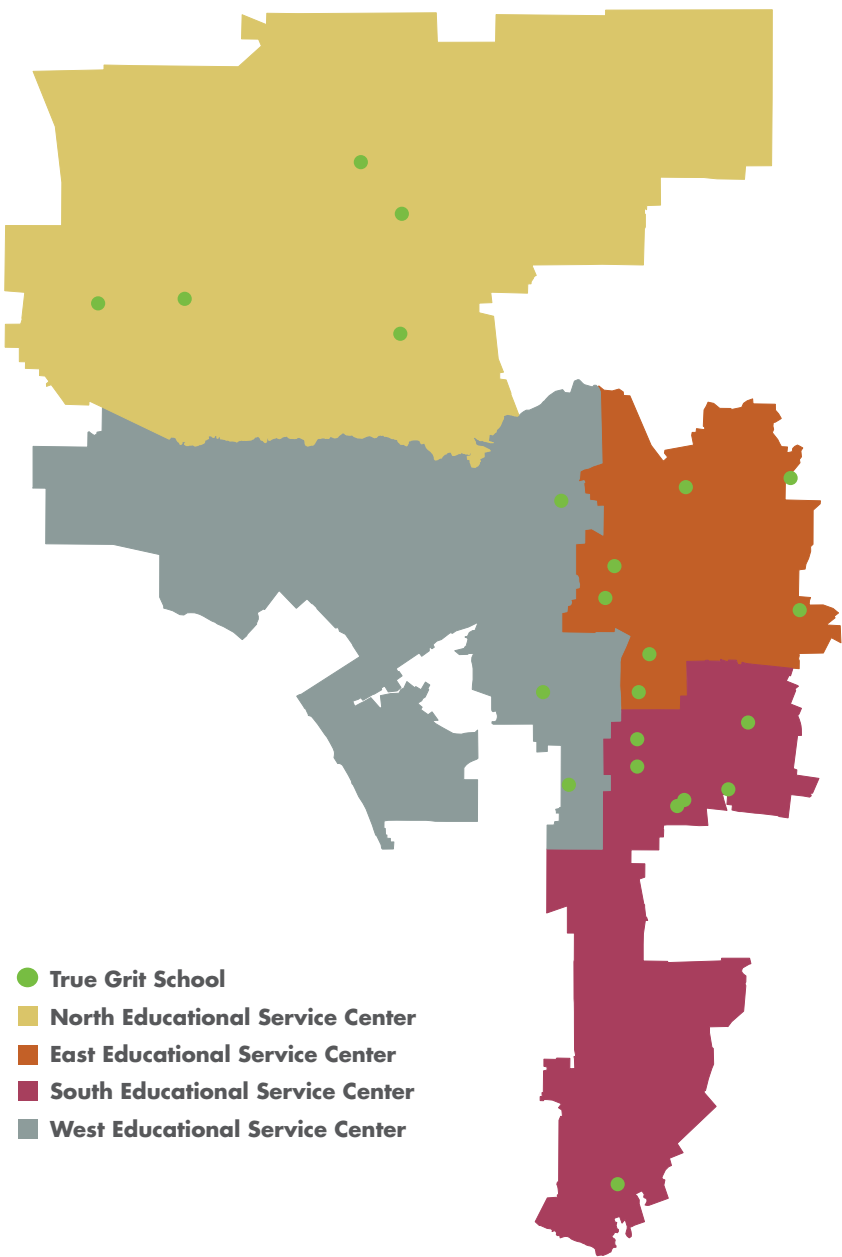 True Grit School
North Educational Service Center
East Educational Service Center
South Educational Service Center
West Educational Service Center